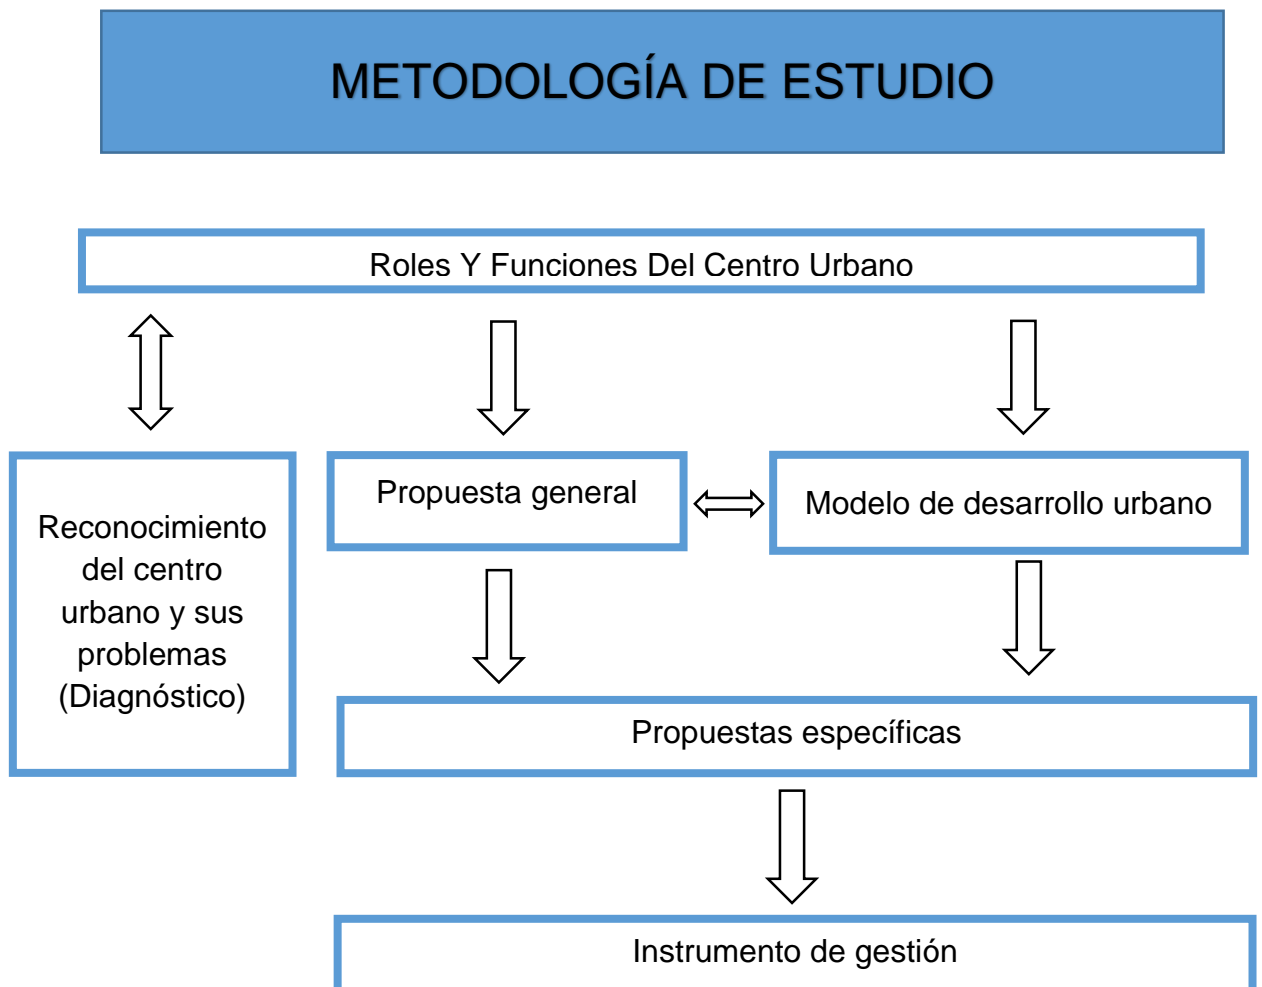 METODOLOGÍA DE ESTUDIO
Roles Y Funciones Del Centro Urbano
Reconocimiento
del centro
urbano y sus
problemas
(Diagnóstico)
Propuesta general
Modelo de desarrollo urbano
Propuestas específicas
Instrumento de gestión